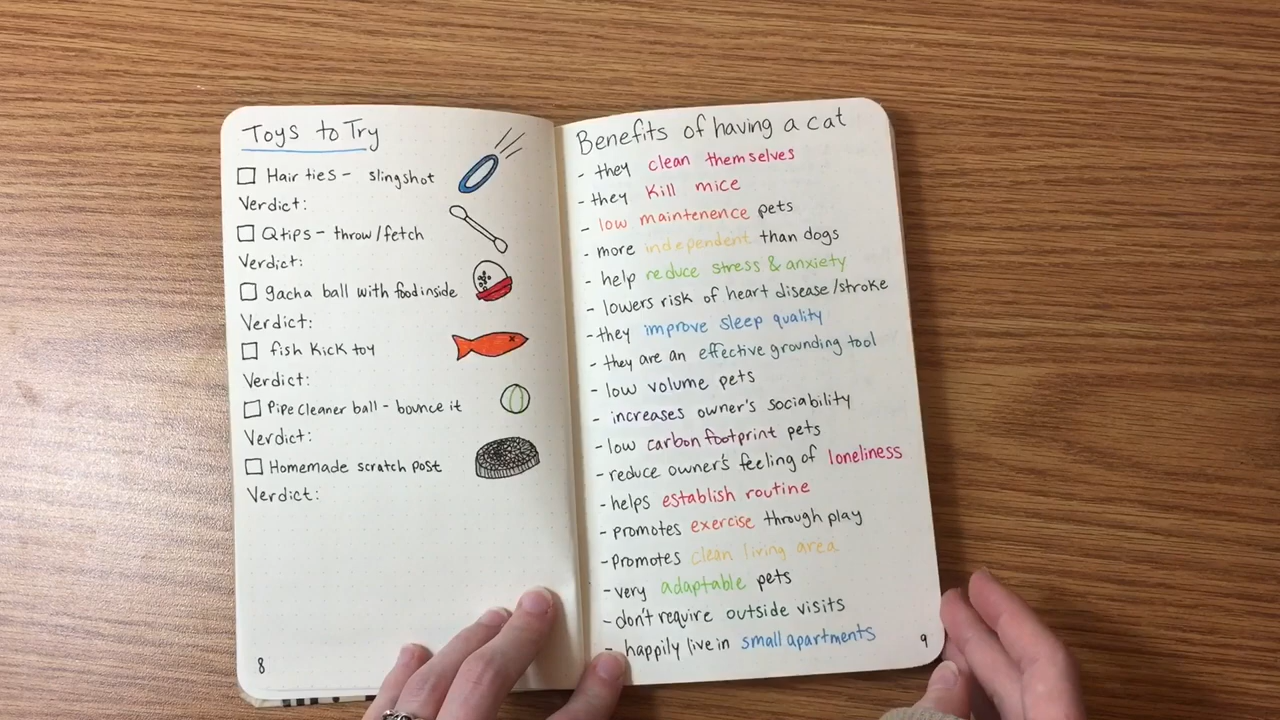 Toys to Try
Hair ties - slingshot
Verdict:
Qtips - throw/fetch
Verdict:
gacha ball with food inside
Verdict:
fish kick toy
Verdict:
Pipe cleaner ball - bounce it
Verdict:
Homemade scratch post
Verdict:
8
Benefits of having a cat
- they clean themselves
- they kill mice
- low maintenence pets
- more independent than dogs
- help reduce stress & anxiety
- lowers risk of heart disease/stroke
- they improve sleep quality
- they are an effective grounding tool
- low volume pets
- increases owner's sociability
- low carbon footprint pets
- reduce owner's feeling of loneliness
- helps establish routine
- promotes exercise through play
- Promotes clean living area
- very adaptable pets
- don't require outside visits
- happily live in small apartments
9